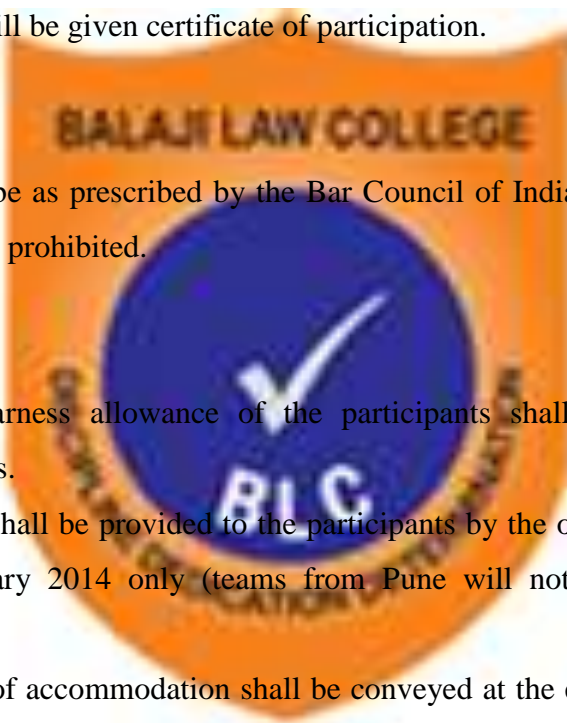 ill be given certificate of participation.
BALAJI LAW COLLEGE
be as prescribed by the Bar Council of India
prohibited.
arness allowance of the participants shall
s.
BLC
shall be provided to the participants by the o
ary 2014 only (teams from Pune will not
of accommodation shall be conveyed at the